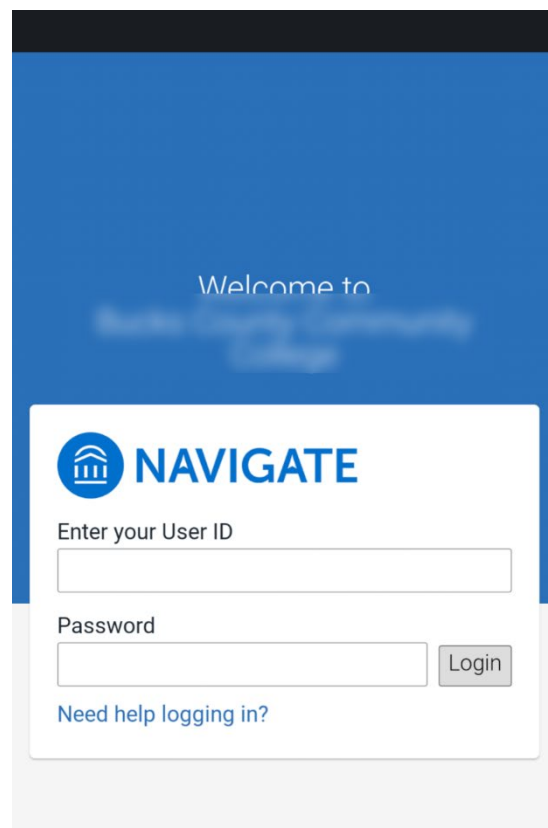 Welcome to
NAVIGATE
Enter your User ID
Password
Login
Need help logging in?